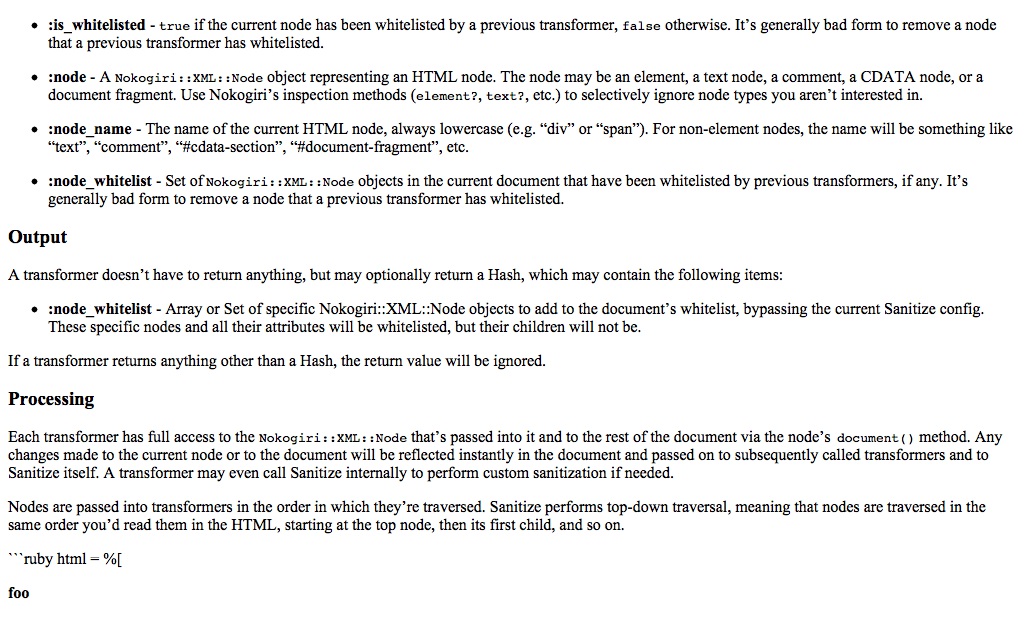 • :is_whitelisted - true if the current node has been whitelisted by a previous transformer, false otherwise. It’s generally bad form to remove a node
that a previous transformer has whitelisted.
• :node - A Nokogiri::XML::Node object representing an HTML node. The node may be an element, a text node, a comment, a CDATA node, or a
document fragment. Use Nokogiri’s inspection methods (element?, text?, etc.) to selectively ignore node types you aren’t interested in.
• :node_name - The name of the current HTML node, always lowercase (e.g. “div” or “span”). For non-element nodes, the name will be something like
“text”, “comment”, “#cdata-section”, “#document-fragment”, etc.
• :node_whitelist - Set of Nokogiri::XML::Node objects in the current document that have been whitelisted by previous transformers, if any. It’s
generally bad form to remove a node that a previous transformer has whitelisted.
Output
A transformer doesn’t have to return anything, but may optionally return a Hash, which may contain the following items:
• :node_whitelist - Array or Set of specific Nokogiri::XML::Node objects to add to the document’s whitelist, bypassing the current Sanitize config.
These specific nodes and all their attributes will be whitelisted, but their children will not be.
If a transformer returns anything other than a Hash, the return value will be ignored.
Processing
Each transformer has full access to the Nokogiri::XML::Node that’s passed into it and to the rest of the document via the node’s document() method. Any
changes made to the current node or to the document will be reflected instantly in the document and passed on to subsequently called transformers and to
Sanitize itself. A transformer may even call Sanitize internally to perform custom sanitization if needed.
Nodes are passed into transformers in the order in which they’re traversed. Sanitize performs top-down traversal, meaning that nodes are traversed in the
same order you’d read them in the HTML, starting at the top node, then its first child, and so on.
```ruby html = %[
foo